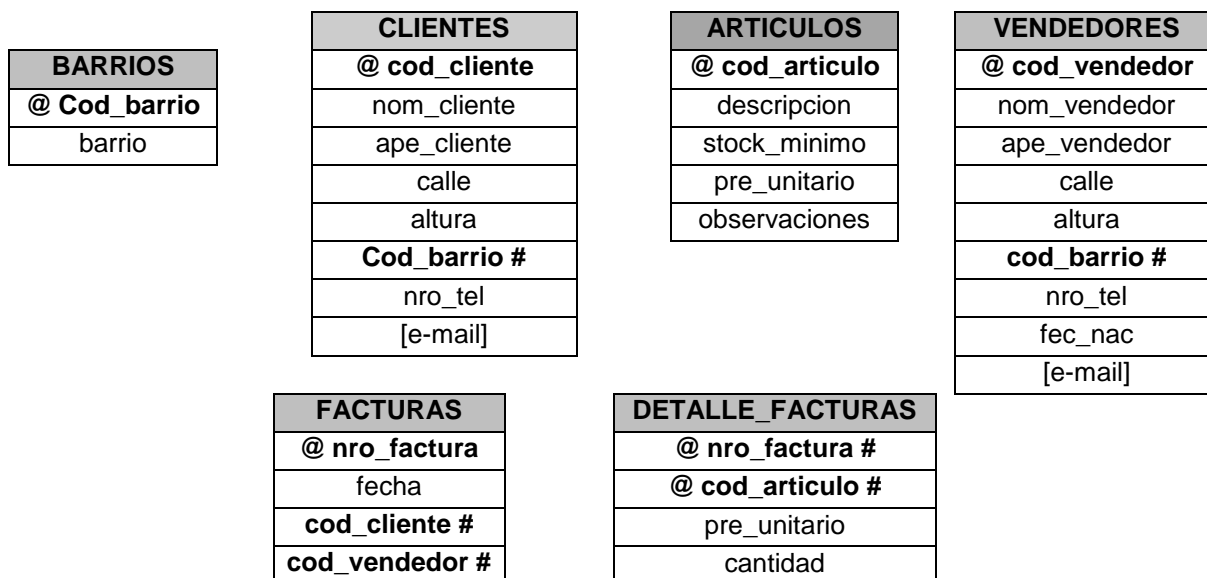 BARRIOS
@ Cod_barrio
barrio
CLIENTES
@ cod_cliente
nom_cliente
ape_cliente
calle
altura
Cod_barrio #
nro_tel
[e-mail]
ARTICULOS
@ cod_articulo
descripcion
stock_minimo
pre_unitario
observaciones
VENDEDORES
@ cod_vendedor
nom_vendedor
ape_vendedor
calle
altura
cod_barrio #
nro_tel
fec_nac
[e-mail]
FACTURAS
@ nro_factura
fecha
cod_cliente #
cod_vendedor #
DETALLE_FACTURAS
@ nro_factura #
@ cod_articulo #
pre_unitario
cantidad